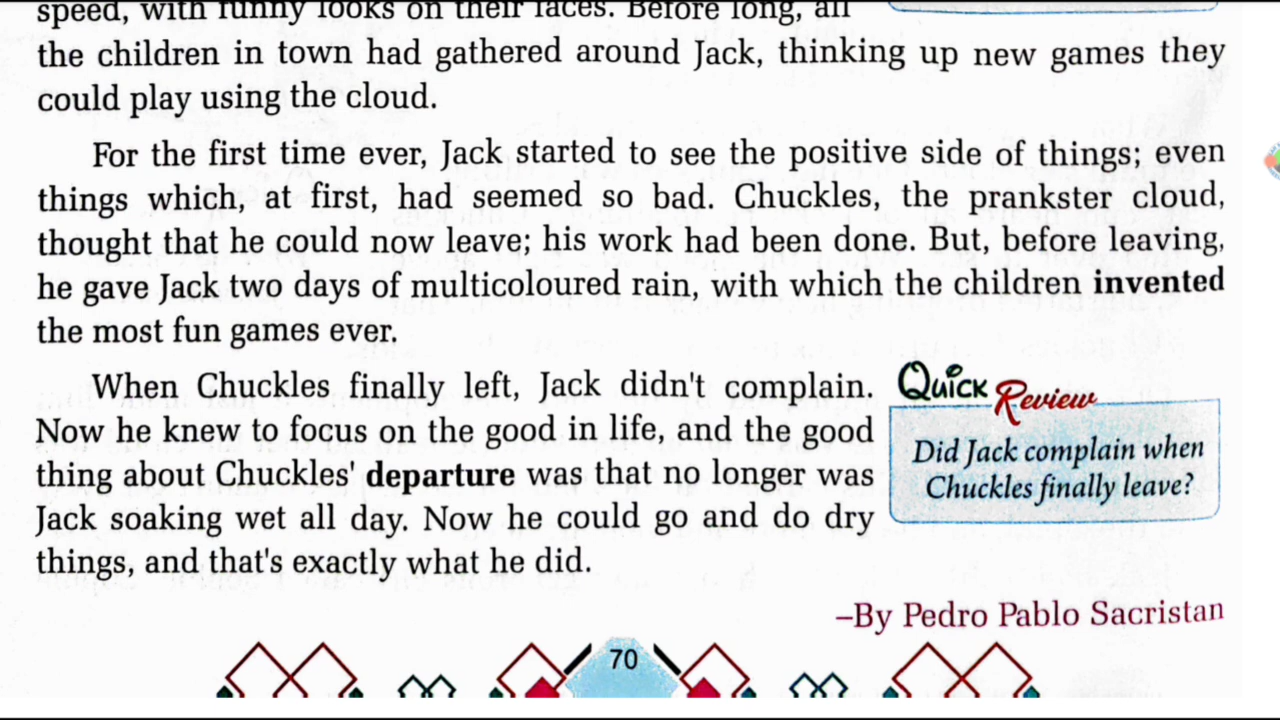 speed, with funny looks on their faces. Before long, all
the children in town had gathered around Jack, thinking up new games they
could play using the cloud.
For the first time ever, Jack started to see the positive side of things; even
things which, at first, had seemed so bad. Chuckles, the prankster cloud,
thought that he could now leave; his work had been done. But, before leaving,
he gave Jack two days of multicoloured rain, with which the children invented
the most fun games ever.
When Chuckles finally left, Jack didn't complain.
Now he knew to focus on the good in life, and the good
thing about Chuckles' departure was that no longer was
Jack soaking wet all day. Now he could go and do dry
things, and that's exactly what he did.
Quick Review
Did Jack complain when
Chuckles finally leave?
–By Pedro Pablo Sacristan
70